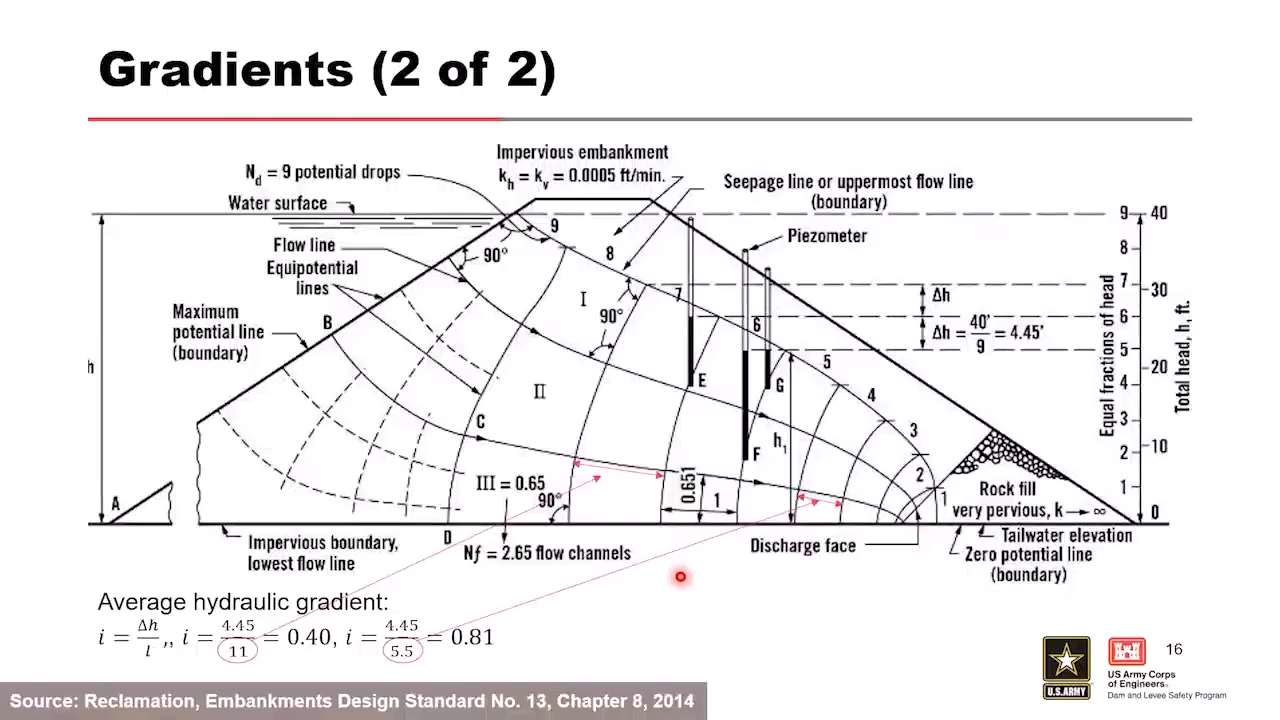 Gradients (2 of 2)
Impervious embankment
kh = kv = 0.0005 ft/min.
Nd = 9 potential drops
Water surface
Seepage line or uppermost flow line
(boundary)
Piezometer
Flow line
Equipotential
lines
Maximum
potential line
(boundary)
90°
90°
90°
9
8
7
6
5
4
3
2
1
I
II
III = 0.65
A
B
C
D
E
F
G
h
h1
0.651
1
Δh
Δh = 40'/9 = 4.45'
Equal fractions of head
9
8
7
6
5
4
3
2
1
0
40
30
20
10
Total head, h, ft.
Rock fill
very pervious, k → ∞
Tailwater elevation
Zero potential line
(boundary)
Discharge face
Impervious boundary,
lowest flow line
Nf = 2.65 flow channels
Average hydraulic gradient:
i = Δh/l ,, i = 4.45/11 = 0.40, i = 4.45/5.5 = 0.81
U.S. ARMY
US Army Corps
of Engineers®
Dam and Levee Safety Program
16
Source: Reclamation, Embankments Design Standard No. 13, Chapter 8, 2014